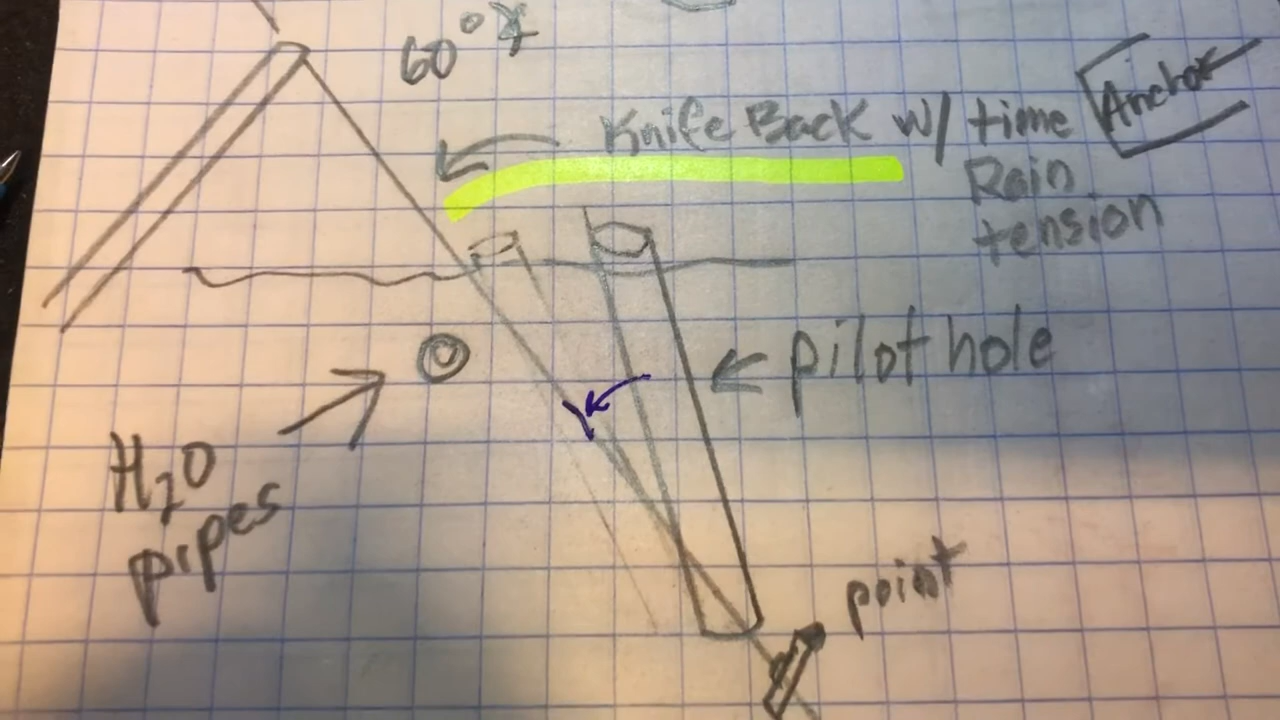 60°
Knife Back w/ time
Anchor
Rain
tension
pilot hole
H2O
pipes
point